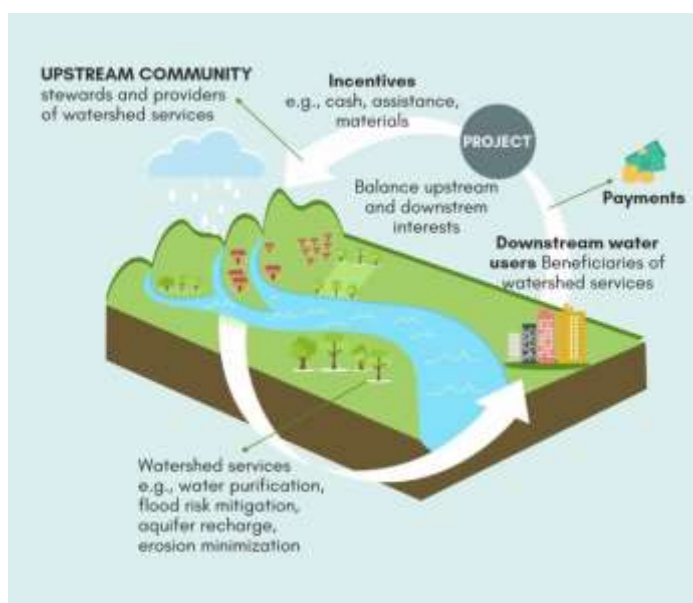 UPSTREAM COMMUNITY
stewards and providers
of watershed services
Incentives
e.g., cash, assistance,
materials
PROJECT
Payments
Balance upstream
and downstrem
interests
Downstream water
users Beneficiaries of
watershed services
Watershed services
e.g., water purification,
flood risk mitigation,
aquifer recharge,
erosion minimization